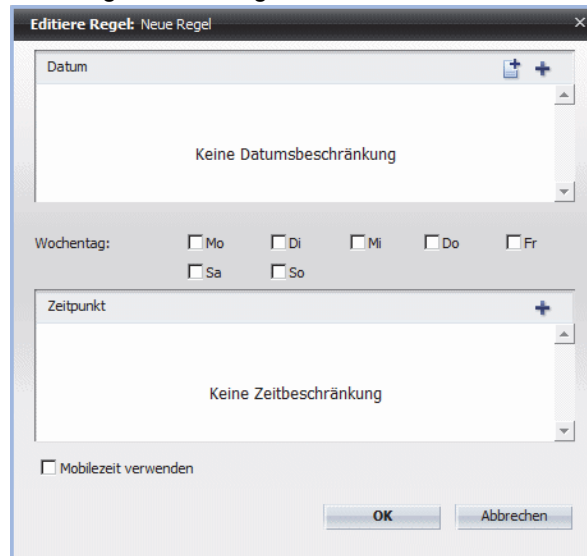 Editiere Regel: Neue Regel
Datum
Keine Datumsbeschränkung
Wochentag: Mo Di Mi Do Fr
Sa So
Zeitpunkt
Keine Zeitbeschränkung
Mobilezeit verwenden
OK Abbrechen